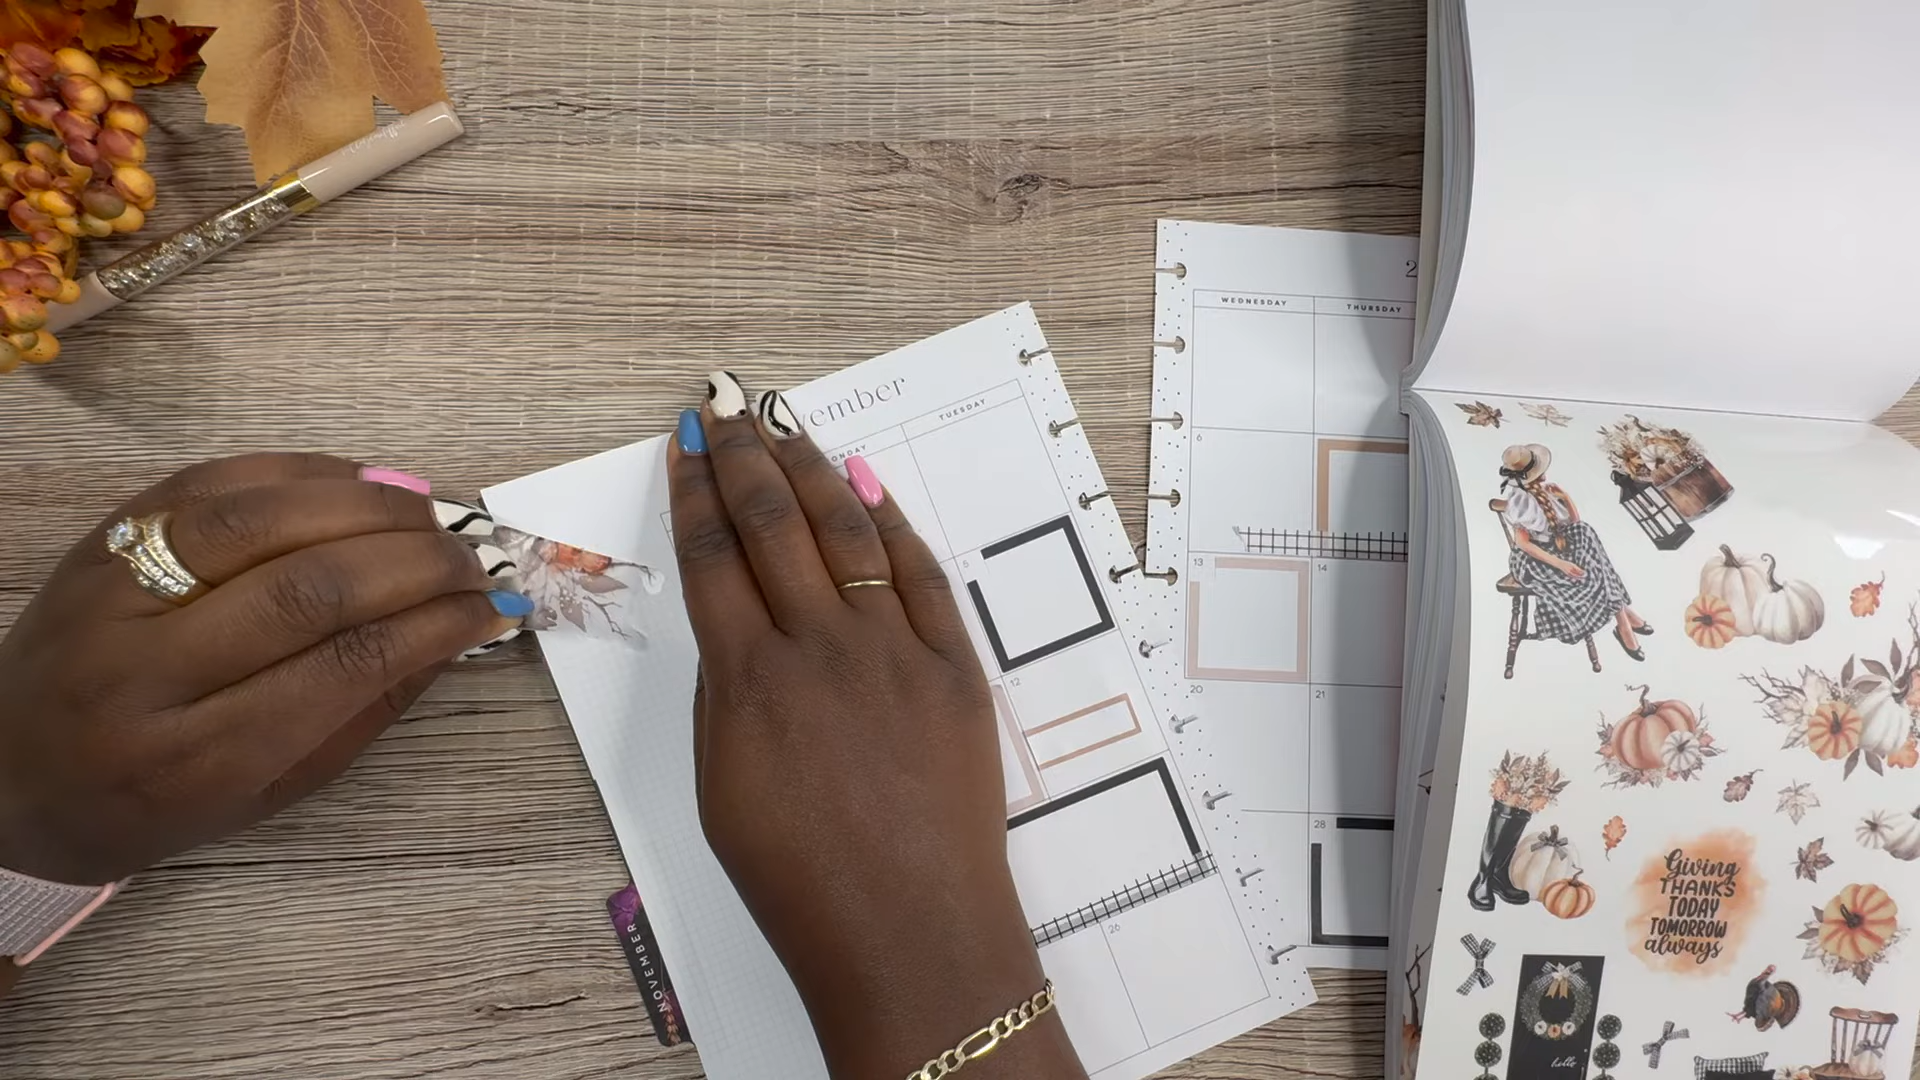 vember
ONDAY
TUESDAY
5
12
26
NOVEMBER
2
WEDNESDAY
THURSDAY
6
13
14
20
21
28
Giving
THANKS
TODAY
TOMORROW
always
hello